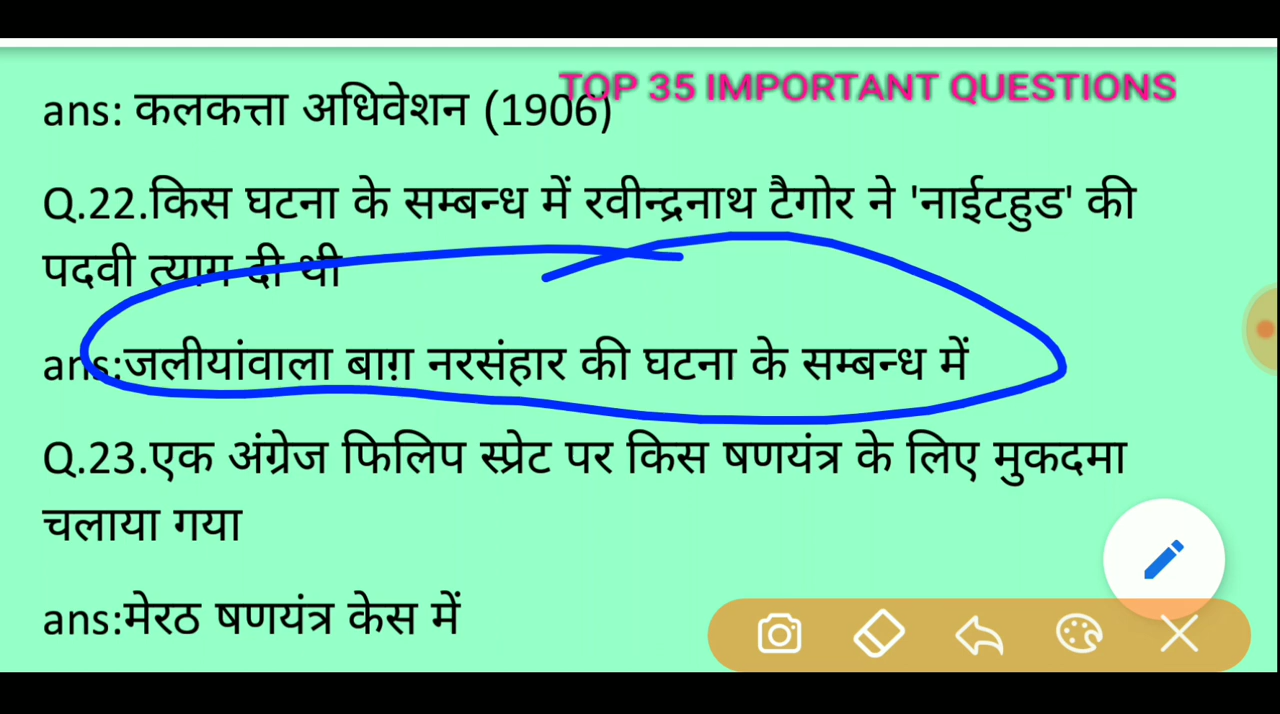 TOP 35 IMPORTANT QUESTIONS
ans: कलकत्ता अधिवेशन (1906)
Q.22.किस घटना के सम्बन्ध में रवीन्द्रनाथ टैगोर ने 'नाईटहुड' की
पदवी त्याग दी थी
ans:जलीयांवाला बाग़ नरसंहार की घटना के सम्बन्ध में
Q.23.एक अंग्रेज फिलिप स्प्रेट पर किस षणयंत्र के लिए मुकदमा
चलाया गया
ans:मेरठ षणयंत्र केस में